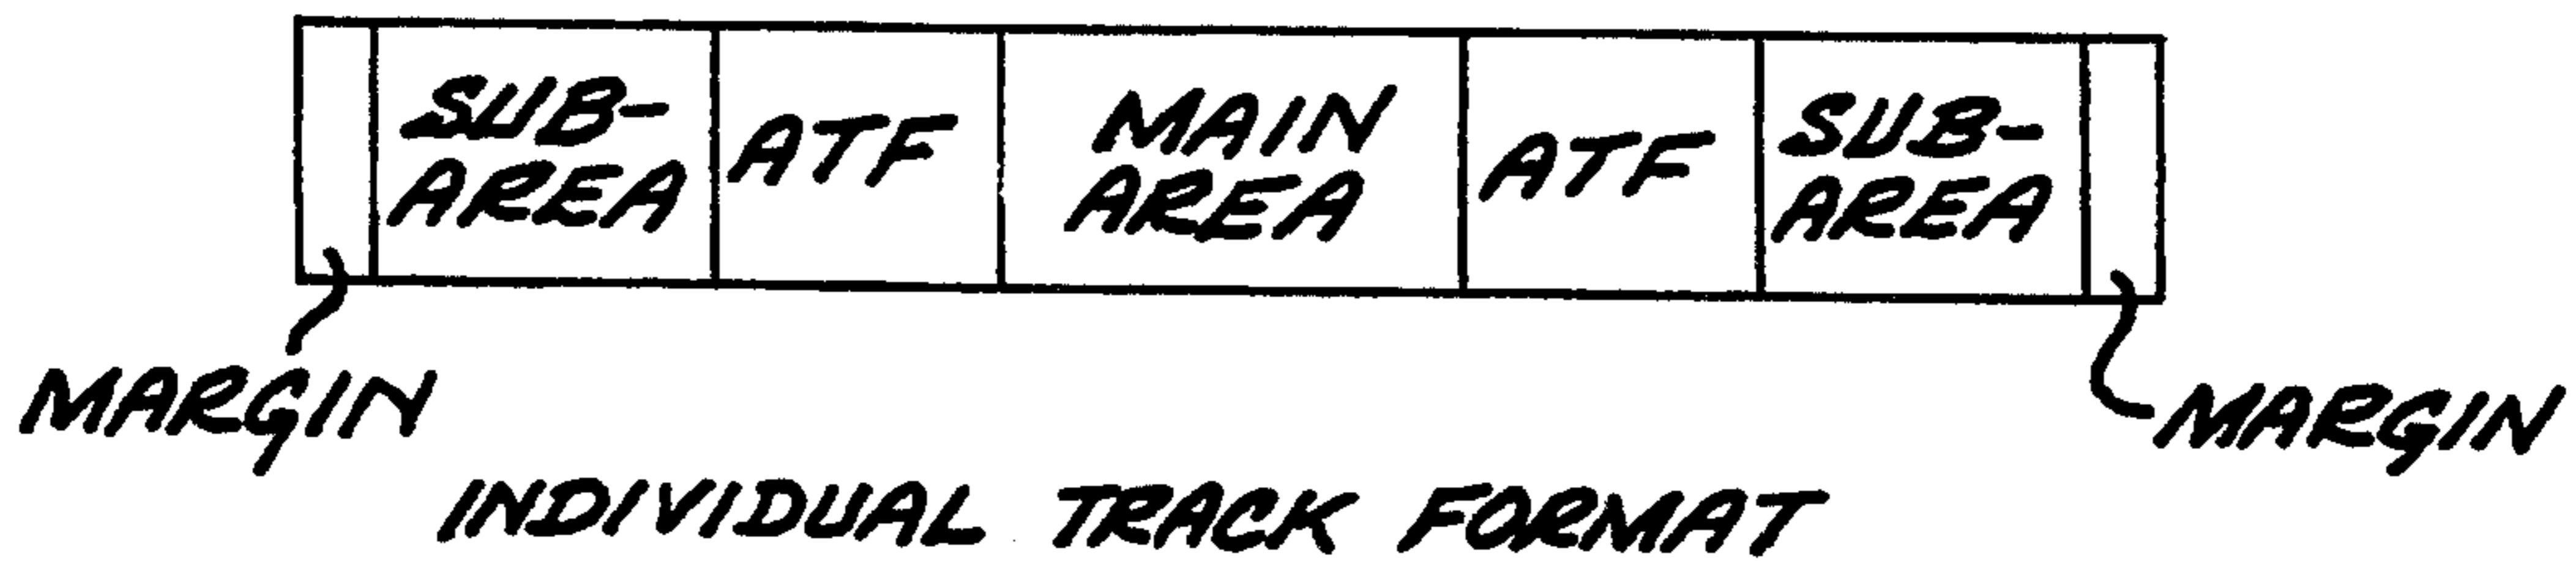 SUB-
AREA
ATF
MAIN
AREA
ATF
SUB-
AREA
MARGIN
MARGIN
INDIVIDUAL TRACK FORMAT